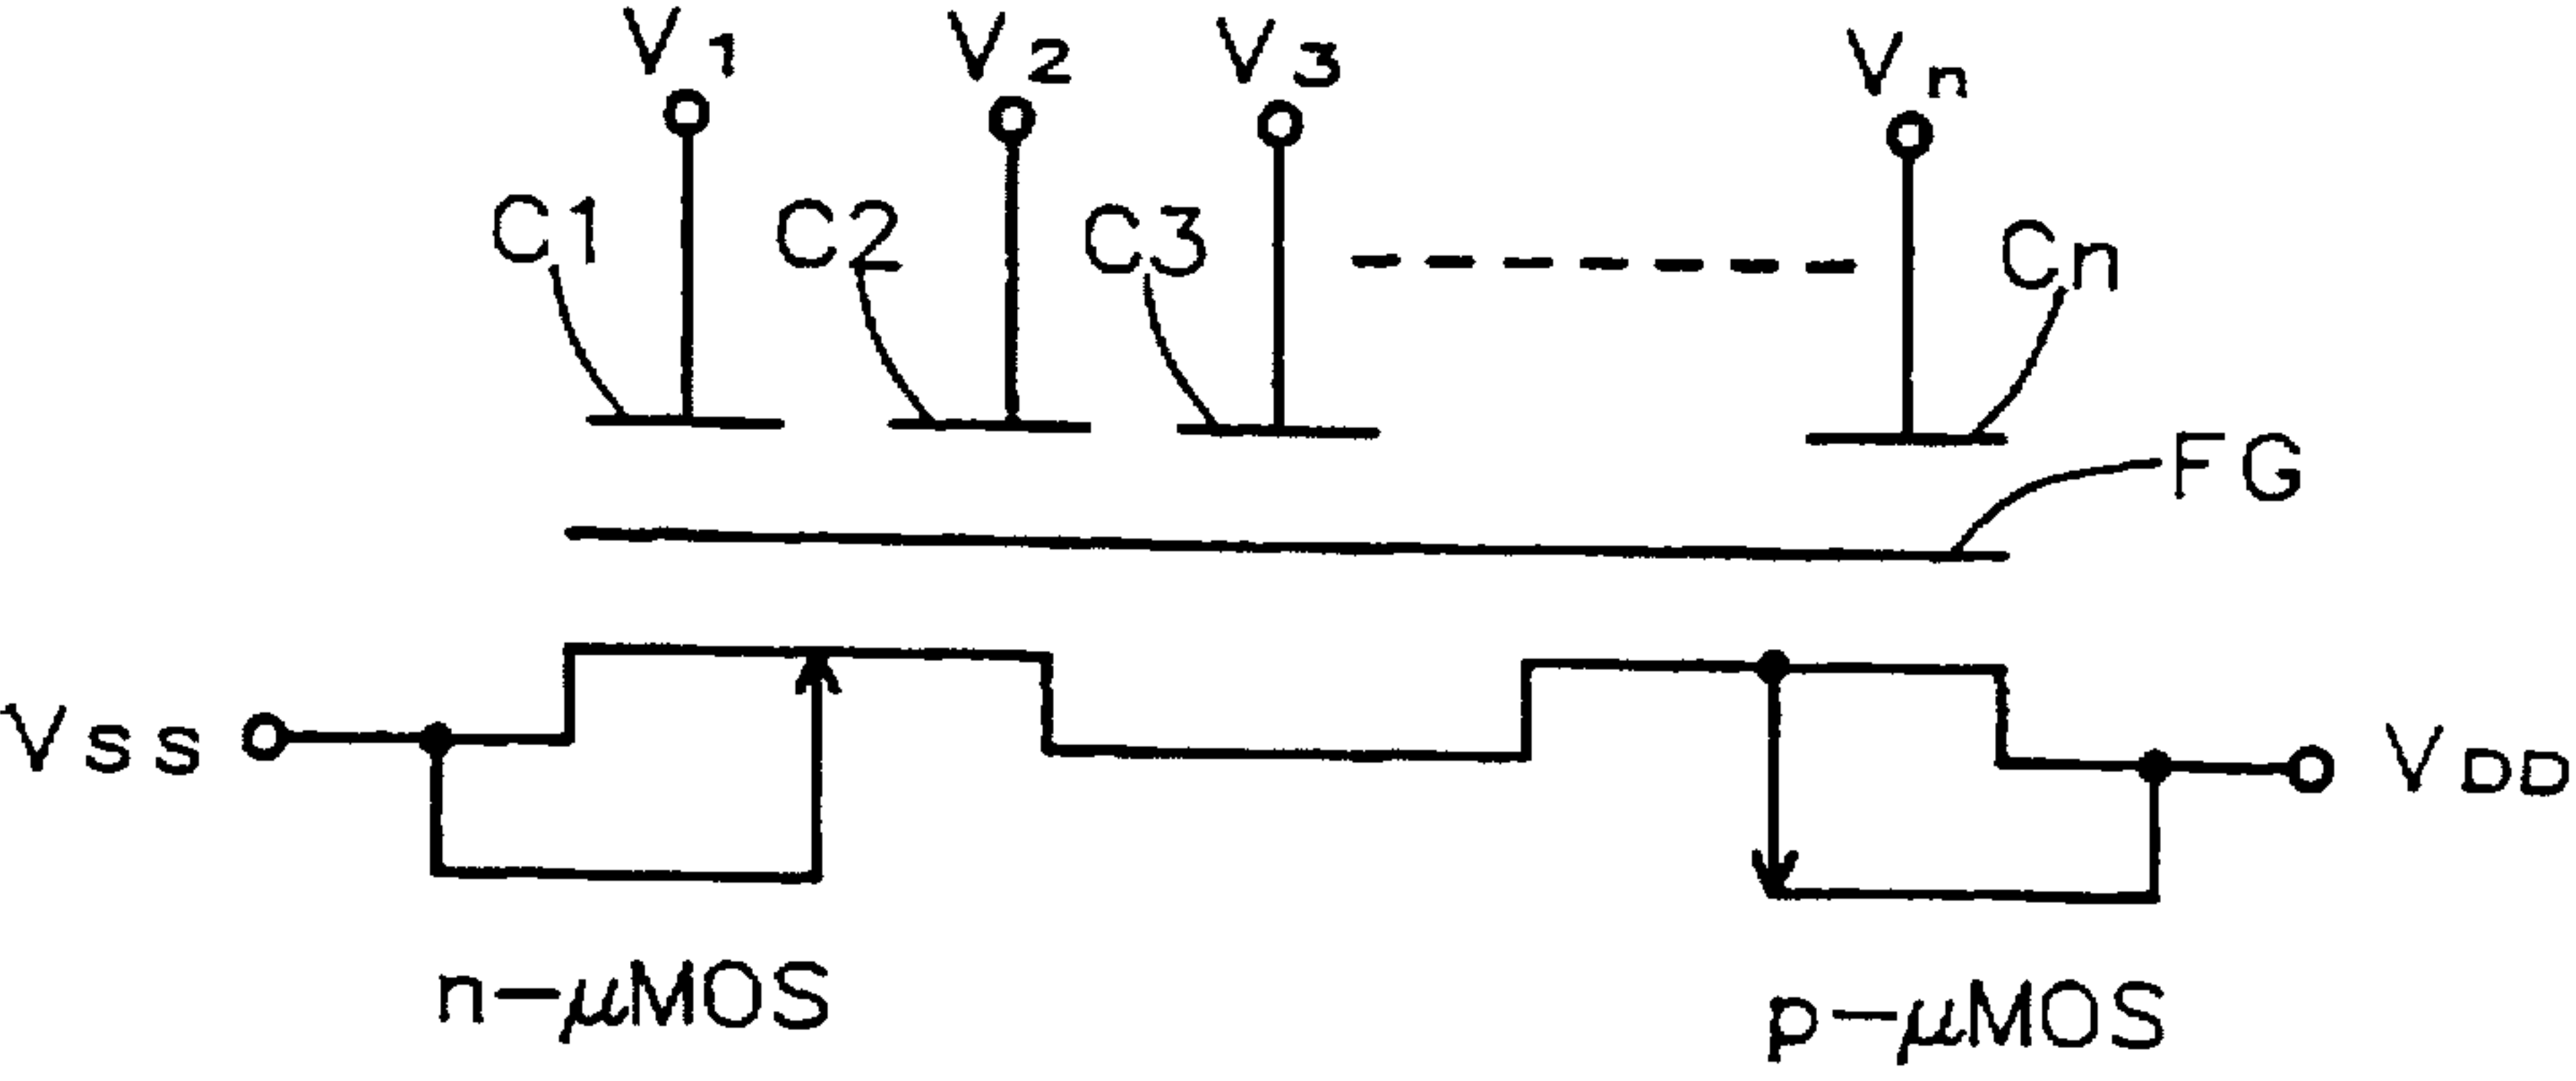 V1 V2 V3 Vn
C1 C2 C3 Cn
FG
VSS VDD
n-μMOS p-μMOS